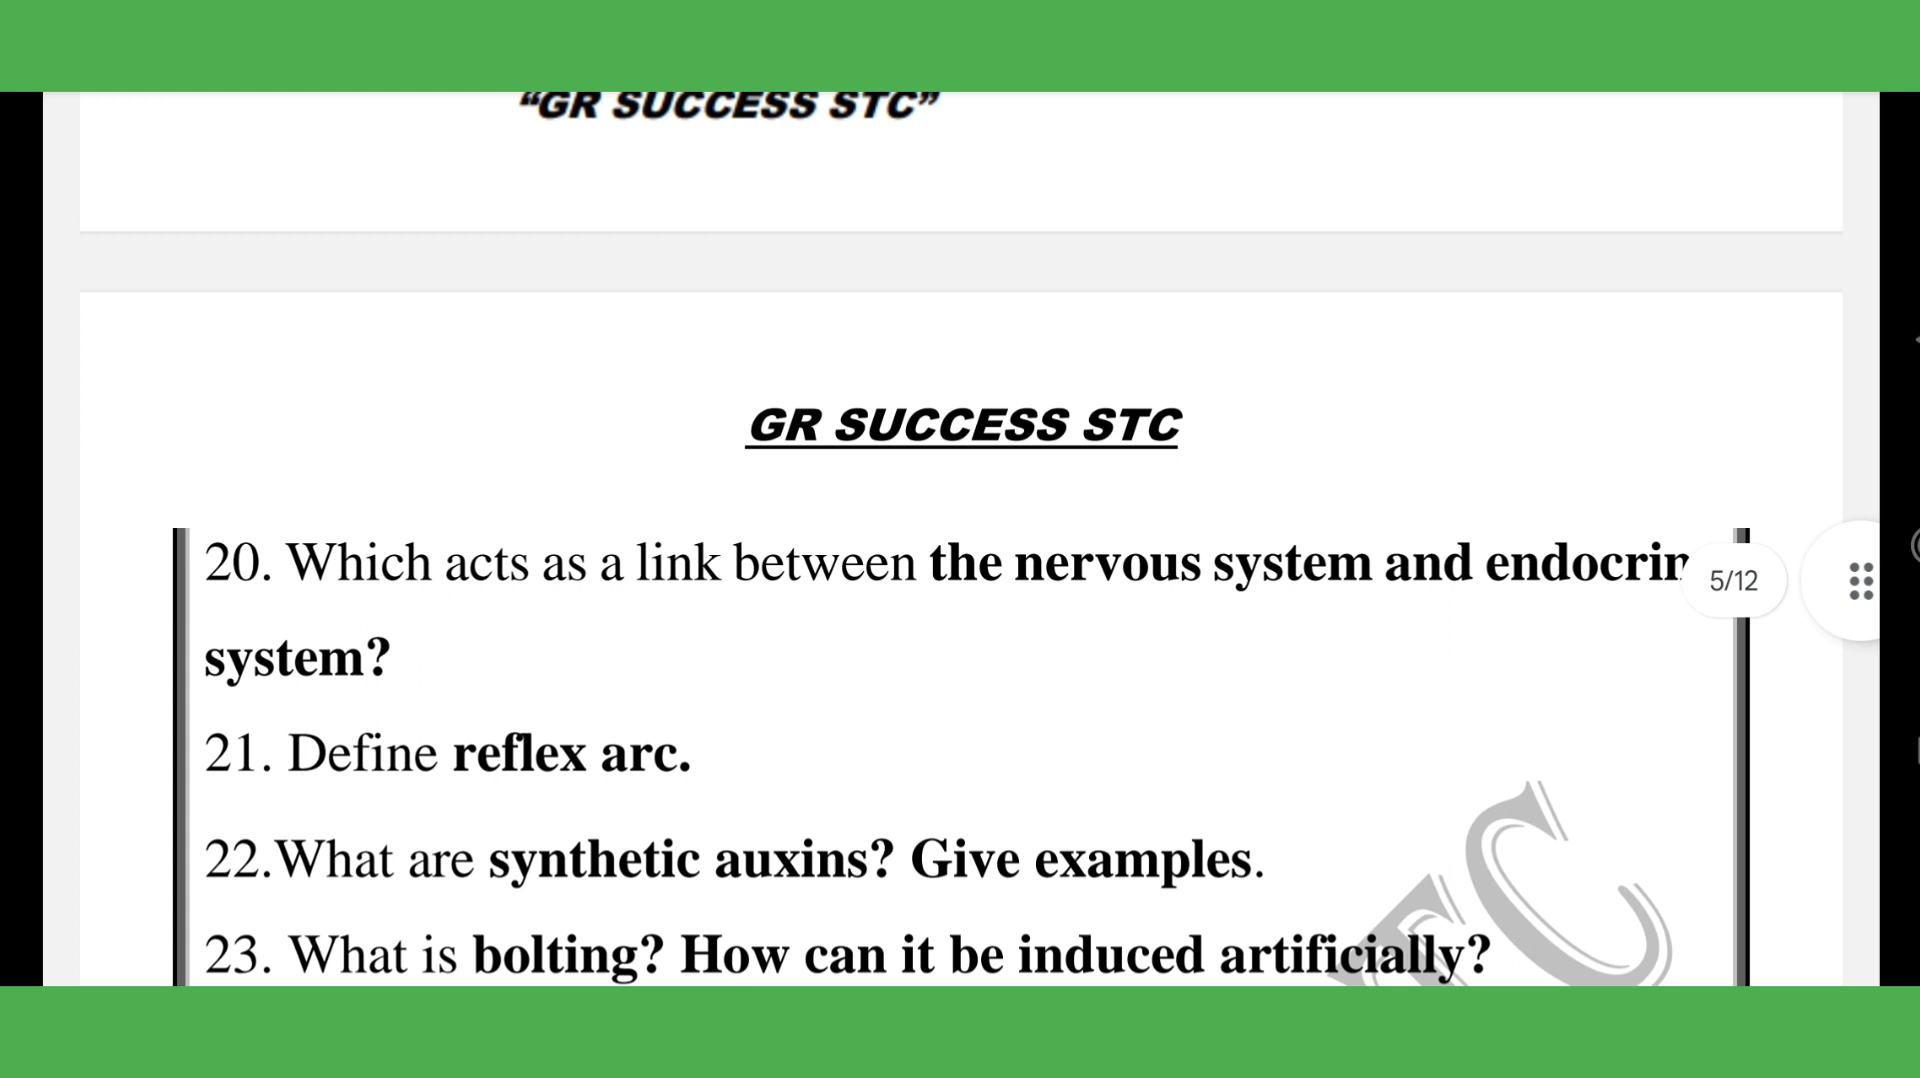 “GR SUCCESS STC”
GR SUCCESS STC
20. Which acts as a link between the nervous system and endocrin
5/12
system?
21. Define reflex arc.
22.What are synthetic auxins? Give examples.
23. What is bolting? How can it be induced artificially?
TC